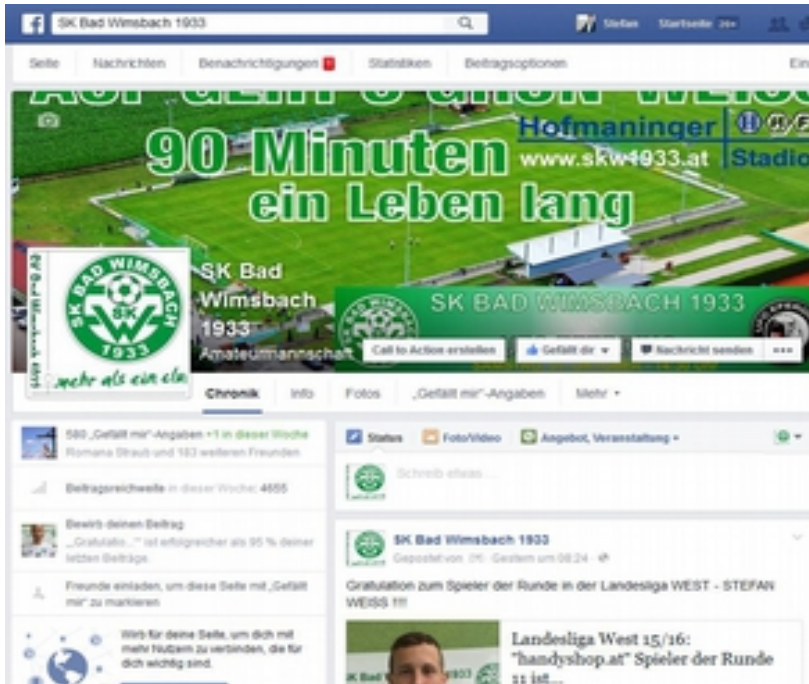 SK Bad Wimsbach 1933
Stefan Startseite 20+
Seite Nachrichten Benachrichtigungen Statistiken Beitragsoptionen Ein
90 Minuten
ein Leben lang
Hofmaninger
www.skw1933.at Stadio
SK Bad
Wimsbach
1933
Amateurmannschaft
SK BAD WIMSBACH 1933
SK BAD WIMSBACH
SK
1933
mehr als ein
Call to Action erstellen Gefällt dir Nachricht senden
Chronik Info Fotos „Gefällt mir"-Angaben Mehr
580 „Gefällt mir"-Angaben +1 in dieser Woche
Romana Straub und 183 weiteren Freunden
Beitragsreichweite in dieser Woche: 4655
Bewirb deinen Beitrag
„Gratulatio..." ist erfolgreicher als 95 % deiner
letzten Beiträge.
Freunde einladen, um diese Seite mit „Gefällt
mir" zu markieren
Wirb für deine Seite, um dich mit
mehr Nutzern zu verbinden, die für
dich wichtig sind.
Status Foto/Video Angebot, Veranstaltung
Schreib etwas ...
SK Bad Wimsbach 1933
Gepostet von Gestern um 08:24
Gratulation zum Spieler der Runde in der Landesliga WEST - STEFAN
WEISS !!!
Landesliga West 15/16:
"handyshop.at" Spieler der Runde
11 ist...